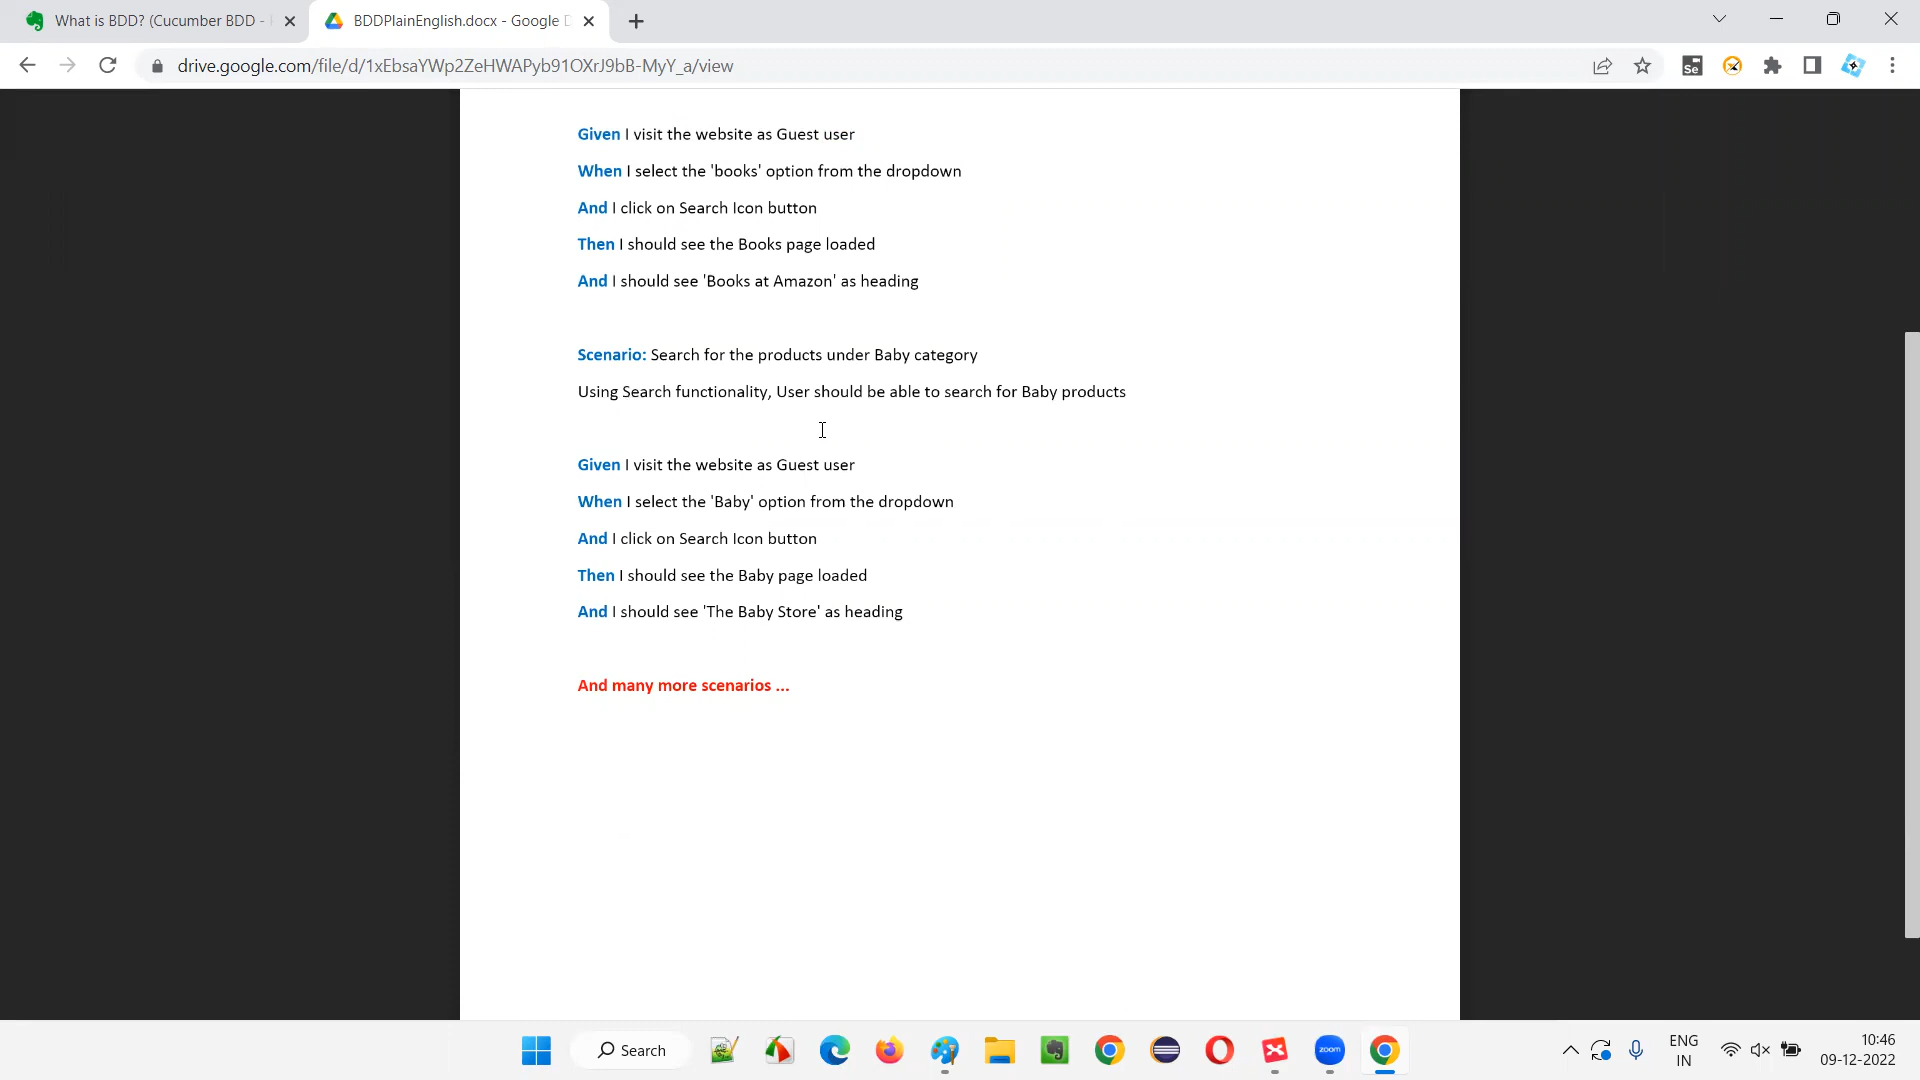 What is BDD? (Cucumber BDD -
BDDPlainEnglish.docx - Google
drive.google.com/file/d/1xEbsaYWp2ZeHWAPyb91OXrJ9bB-MyY_a/view
Se
Given I visit the website as Guest user
When I select the 'books' option from the dropdown
And I click on Search Icon button
Then I should see the Books page loaded
And I should see 'Books at Amazon' as heading
Scenario: Search for the products under Baby category
Using Search functionality, User should be able to search for Baby products
Given I visit the website as Guest user
When I select the 'Baby' option from the dropdown
And I click on Search Icon button
Then I should see the Baby page loaded
And I should see 'The Baby Store' as heading
And many more scenarios ...
Search
zoom
ENG
IN
10:46
09-12-2022